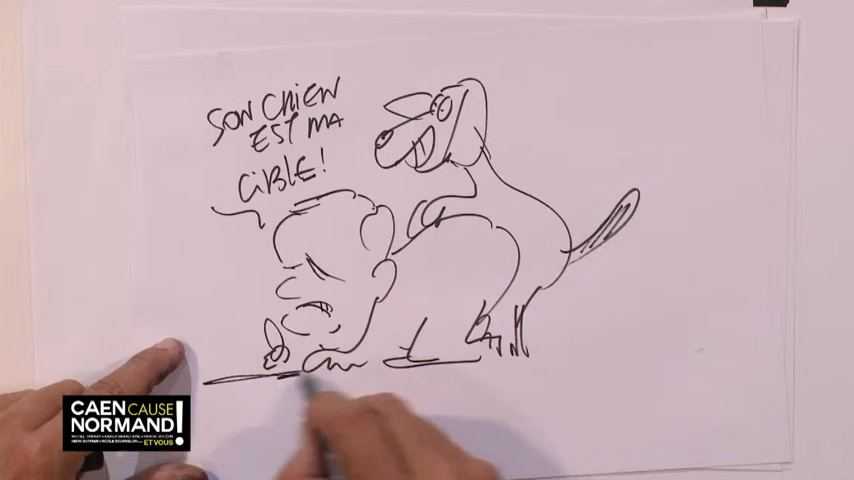 SON CHIEN
EST MA
CIBLE!
CAEN CAUSE
NORMAND!
ET VOUS